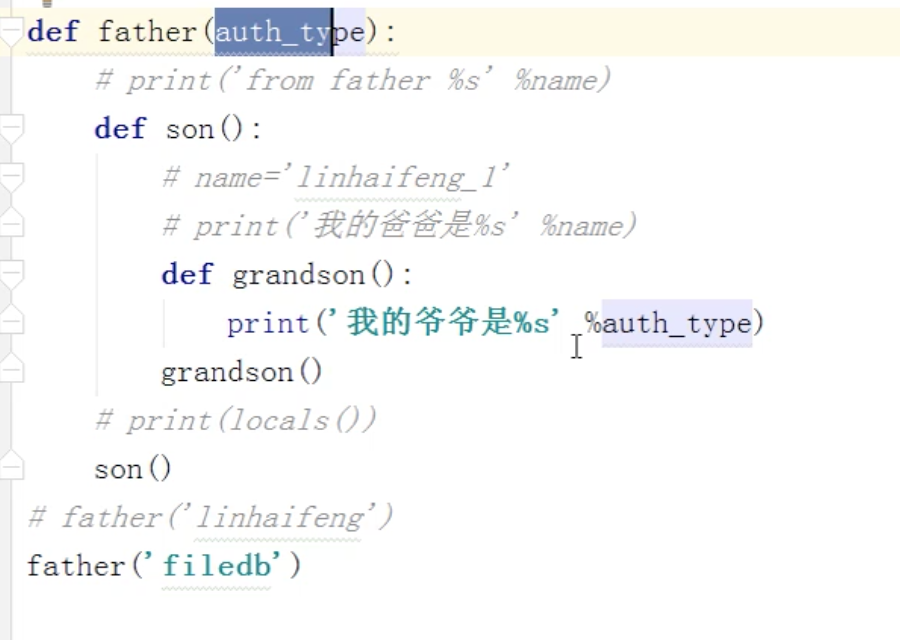 def father(auth_type):
    # print('from father %s' %name)
    def son():
        # name='linhaifeng_1'
        # print('我的爸爸是%s' %name)
        def grandson():
            print('我的爷爷是%s' %auth_type)
        grandson()
    # print(locals())
    son()
# father('linhaifeng')
father('filedb')